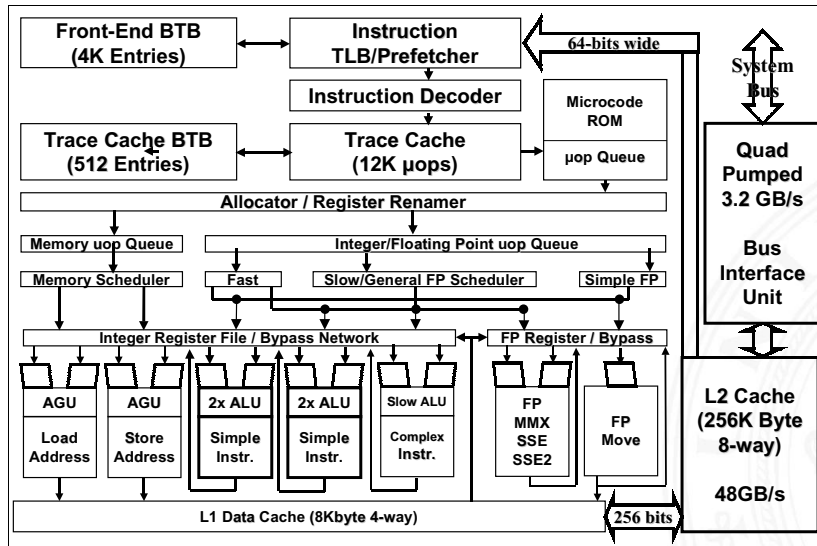 Front-End BTB
(4K Entries)
Instruction
TLB/Prefetcher
64-bits wide
System
Bus
Instruction Decoder
Microcode
ROM
Trace Cache BTB
(512 Entries)
Trace Cache
(12K µops)
µop Queue
Quad
Pumped
3.2 GB/s
Bus
Interface
Unit
Allocator / Register Renamer
Memory uop Queue
Integer/Floating Point uop Queue
Memory Scheduler
Fast
Slow/General FP Scheduler
Simple FP
Integer Register File / Bypass Network
FP Register / Bypass
AGU
Load
Address
AGU
Store
Address
2x ALU
Simple
Instr.
2x ALU
Simple
Instr.
Slow ALU
Complex
Instr.
FP
MMX
SSE
SSE2
FP
Move
L2 Cache
(256K Byte
8-way)
48GB/s
L1 Data Cache (8Kbyte 4-way)
256 bits